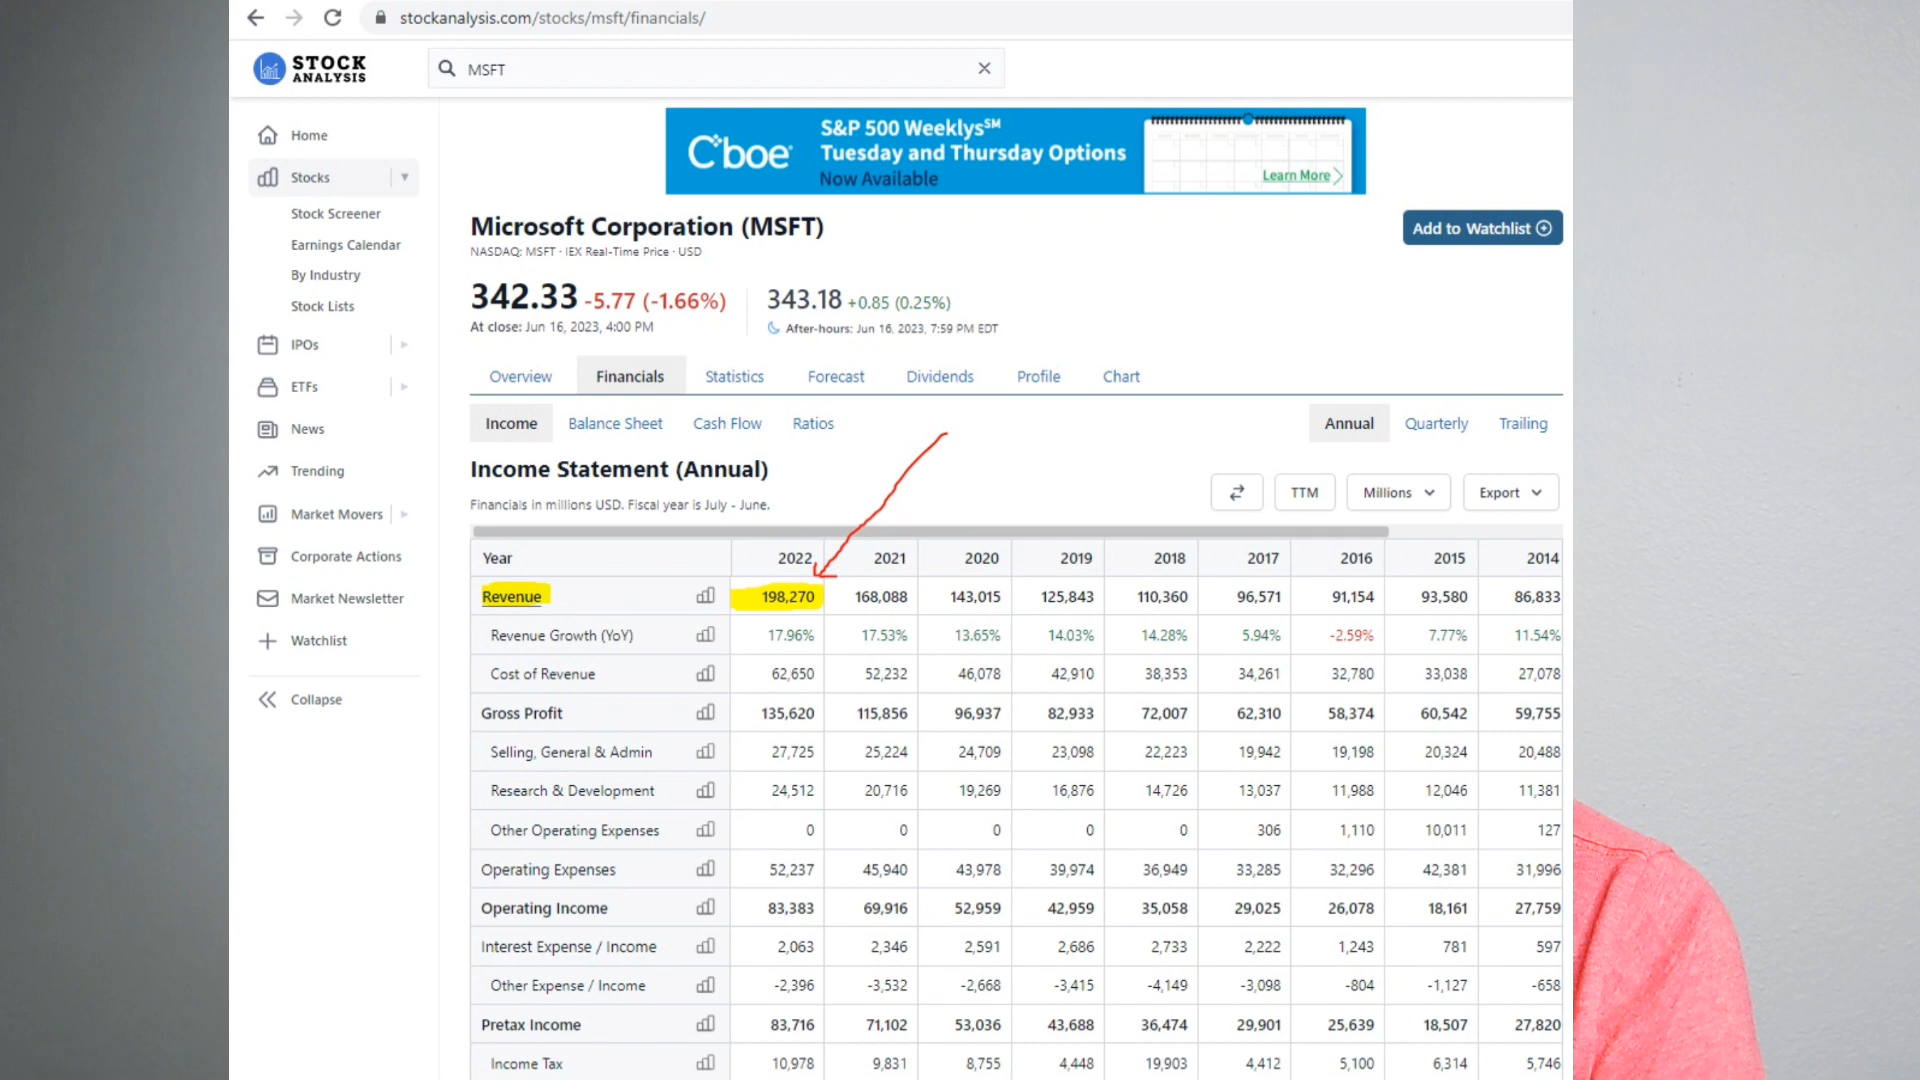 stockanalysis.com/stocks/msft/financials/
STOCK
ANALYSIS
MSFT
Home
Stocks
Stock Screener
Earnings Calendar
By Industry
Stock Lists
IPOs
ETFs
News
Trending
Market Movers
Corporate Actions
Market Newsletter
Watchlist
Collapse
Cboe
S&P 500 Weeklys℠
Tuesday and Thursday Options
Now Available
Learn More
Microsoft Corporation (MSFT)
Add to Watchlist
NASDAQ: MSFT · IEX Real-Time Price · USD
342.33 -5.77 (-1.66%) 343.18 +0.85 (0.25%)
At close: Jun 16, 2023, 4:00 PM After-hours: Jun 16, 2023, 7:59 PM EDT
Overview Financials Statistics Forecast Dividends Profile Chart
Income Balance Sheet Cash Flow Ratios Annual Quarterly Trailing
Income Statement (Annual)
Financials in millions USD. Fiscal year is July - June.
TTM Millions Export
Year 2022 2021 2020 2019 2018 2017 2016 2015 2014
Revenue 198,270 168,088 143,015 125,843 110,360 96,571 91,154 93,580 86,833
Revenue Growth (YoY) 17.96% 17.53% 13.65% 14.03% 14.28% 5.94% -2.59% 7.77% 11.54%
Cost of Revenue 62,650 52,232 46,078 42,910 38,353 34,261 32,780 33,038 27,078
Gross Profit 135,620 115,856 96,937 82,933 72,007 62,310 58,374 60,542 59,755
Selling, General & Admin 27,725 25,224 24,709 23,098 22,223 19,942 19,198 20,324 20,488
Research & Development 24,512 20,716 19,269 16,876 14,726 13,037 11,988 12,046 11,381
Other Operating Expenses 0 0 0 0 0 306 1,110 10,011 127
Operating Expenses 52,237 45,940 43,978 39,974 36,949 33,285 32,296 42,381 31,996
Operating Income 83,383 69,916 52,959 42,959 35,058 29,025 26,078 18,161 27,759
Interest Expense / Income 2,063 2,346 2,591 2,686 2,733 2,222 1,243 781 597
Other Expense / Income -2,396 -3,532 -2,668 -3,415 -4,149 -3,098 -804 -1,127 -658
Pretax Income 83,716 71,102 53,036 43,688 36,474 29,901 25,639 18,507 27,820
Income Tax 10,978 9,831 8,755 4,448 19,903 4,412 5,100 6,314 5,746